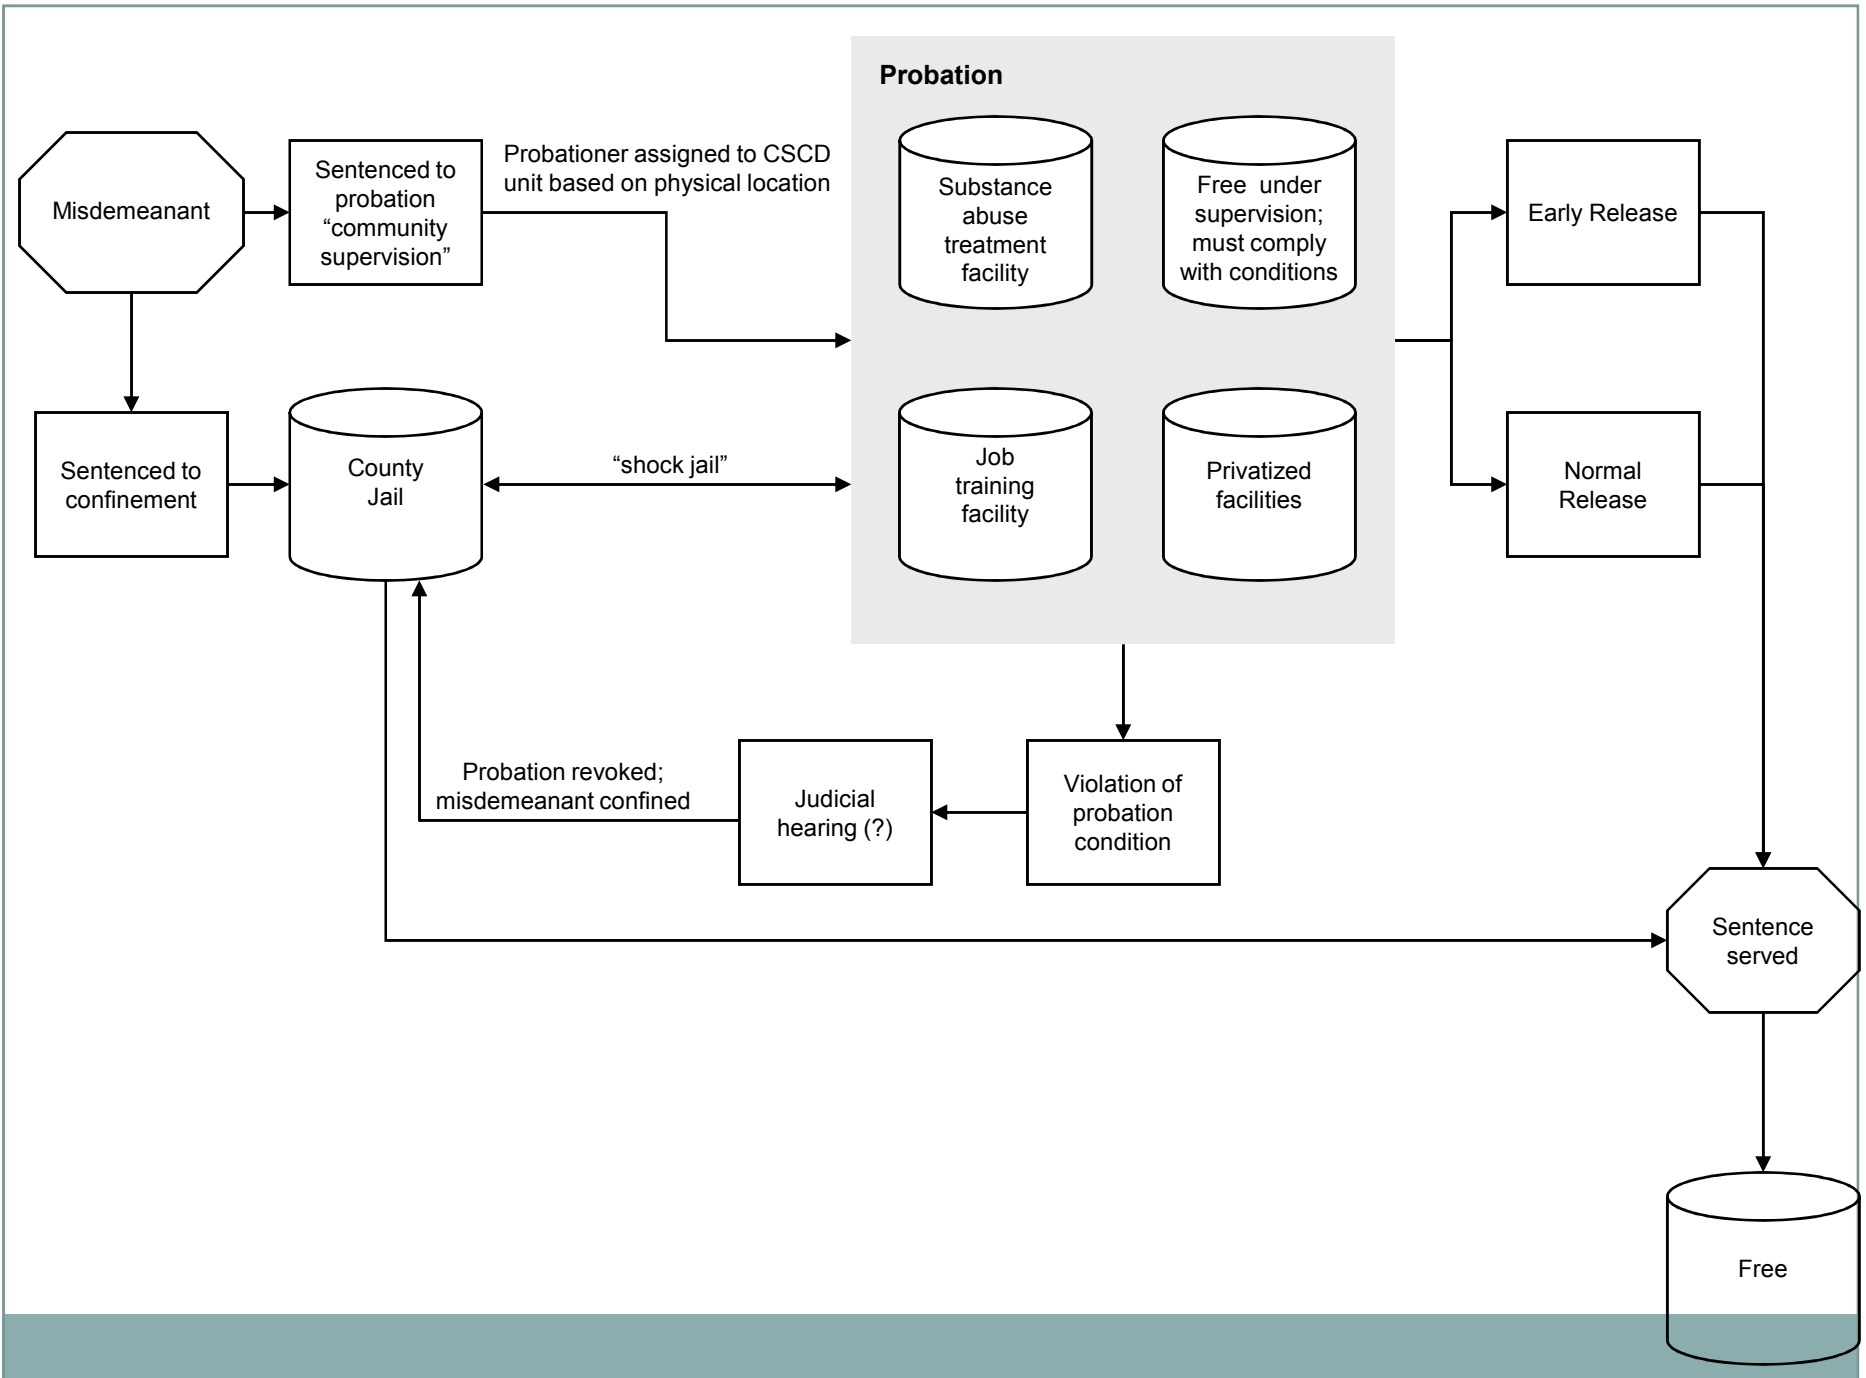 Probation
Misdemeanant
Sentenced to
probation
“community
supervision”
Probationer assigned to CSCD
unit based on physical location
Substance
abuse
treatment
facility
Free under
supervision;
must comply
with conditions
Early Release
Sentenced to
confinement
County
Jail
“shock jail”
Job
training
facility
Privatized
facilities
Normal
Release
Probation revoked;
misdemeanant confined
Judicial
hearing (?)
Violation of
probation
condition
Sentence
served
Free